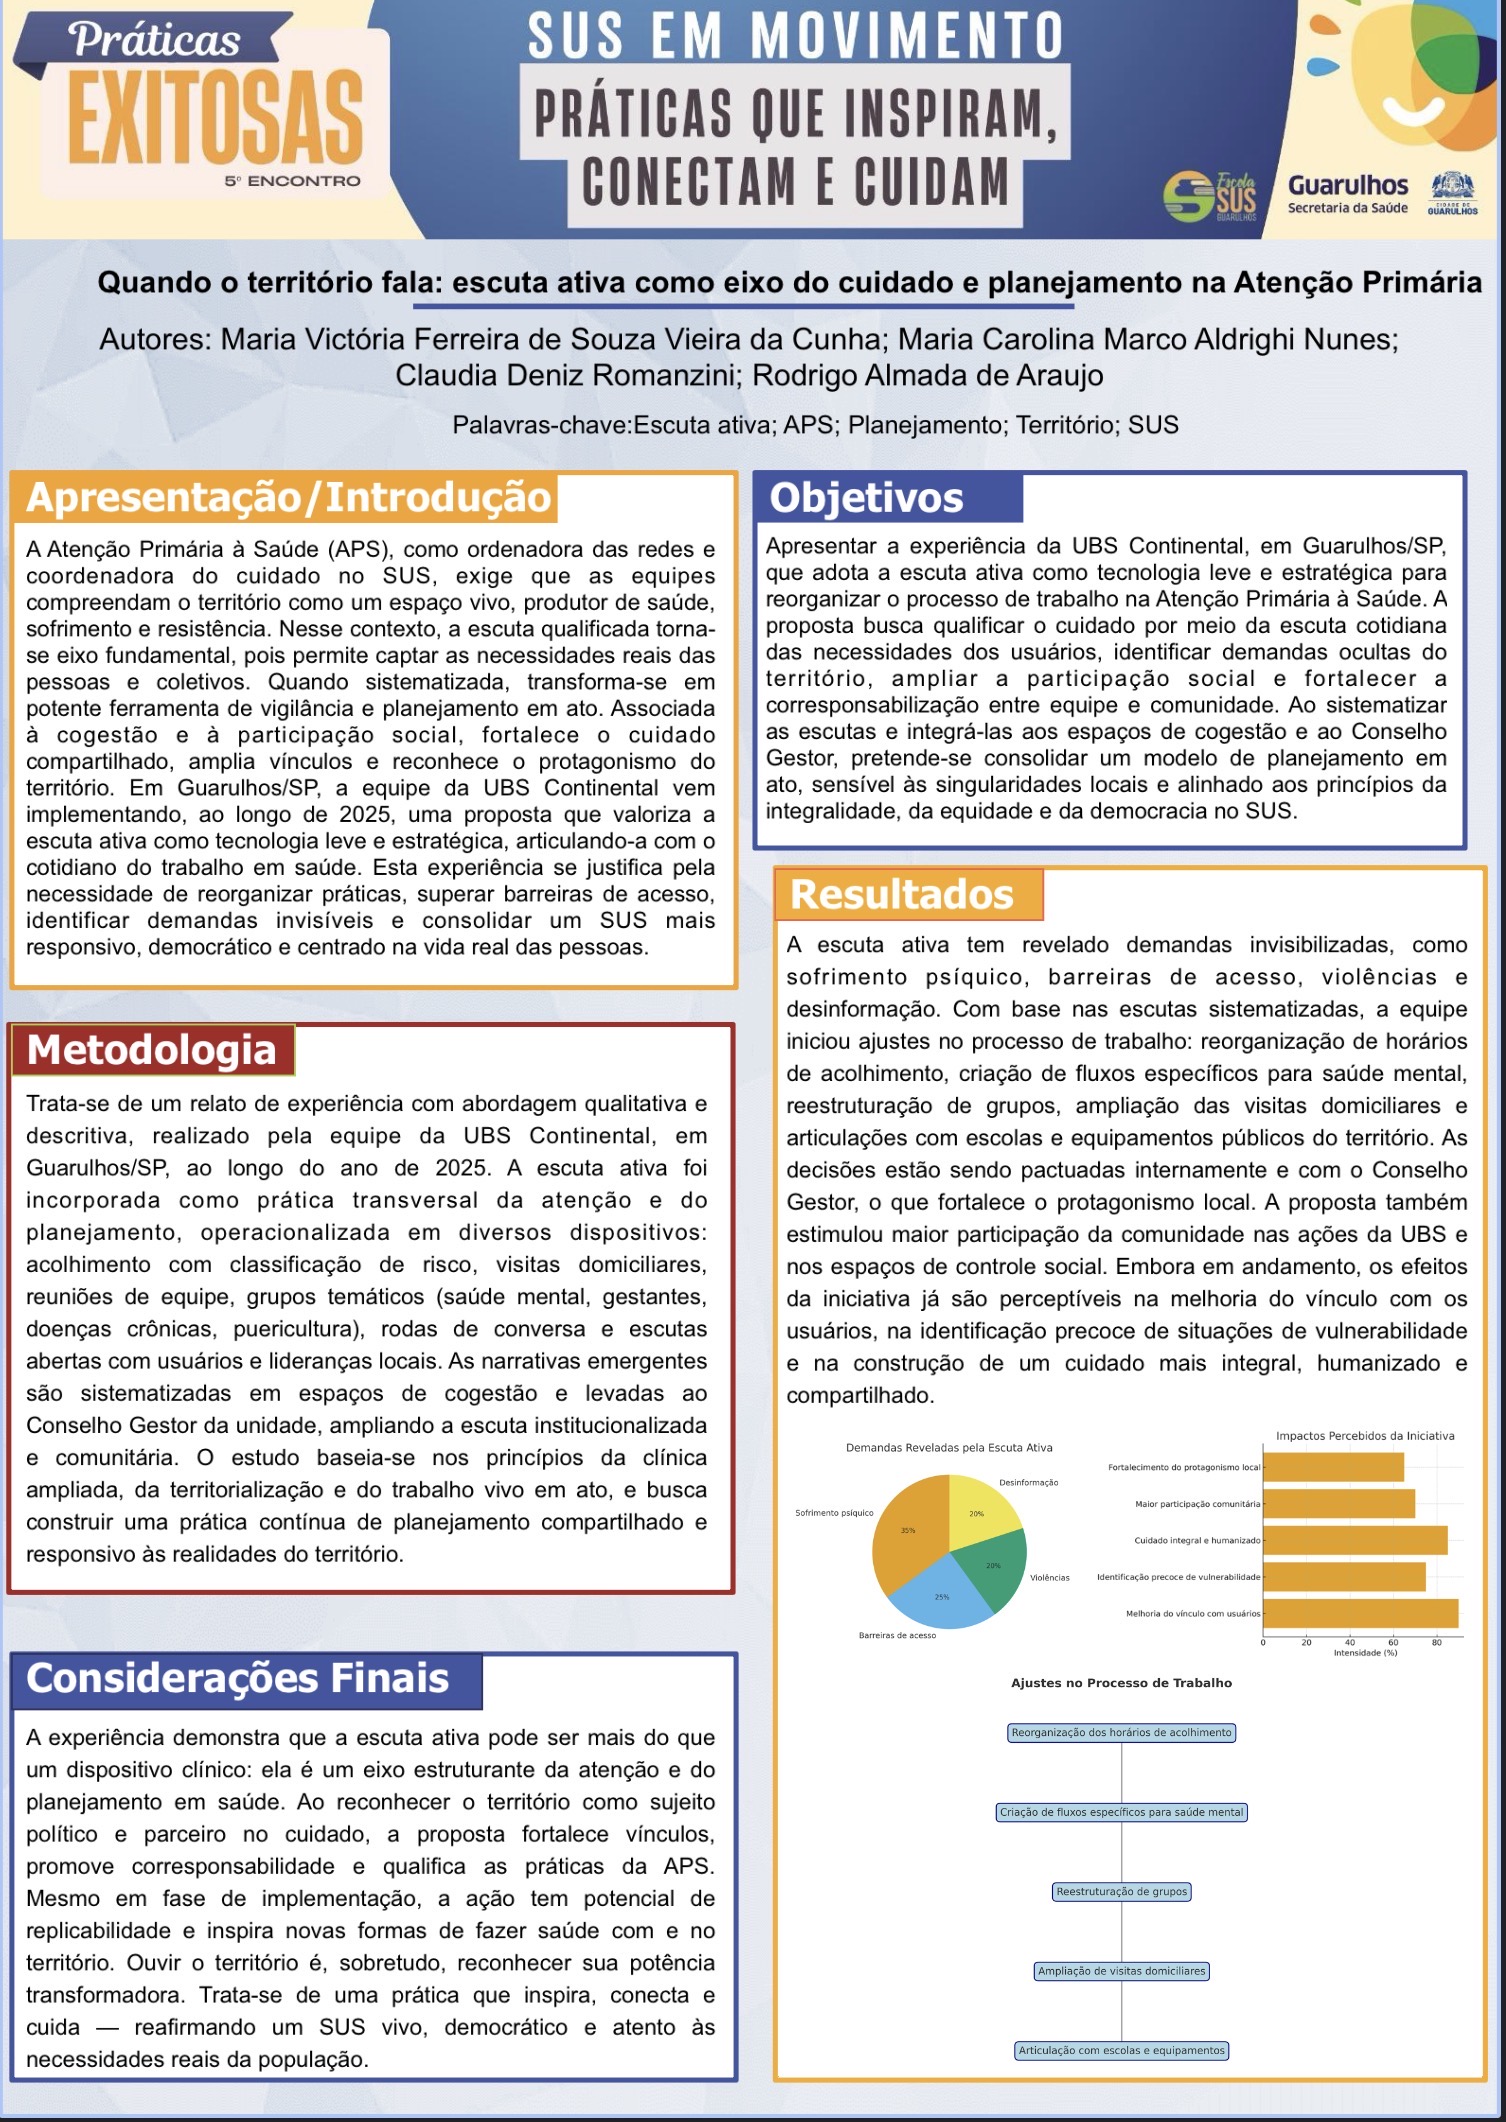 Práticas
EXITOSAS
5º ENCONTRO
SUS EM MOVIMENTO
PRÁTICAS QUE INSPIRAM,
CONECTAM E CUIDAM
Escola
SUS
GUARULHOS
Guarulhos
Secretaria da Saúde
CIDADE DE
GUARULHOS
Quando o território fala: escuta ativa como eixo do cuidado e planejamento na Atenção Primária
Autores: Maria Victória Ferreira de Souza Vieira da Cunha; Maria Carolina Marco Aldrighi Nunes;
Claudia Deniz Romanzini; Rodrigo Almada de Araujo
Palavras-chave:Escuta ativa; APS; Planejamento; Território; SUS
Apresentação/Introdução
A Atenção Primária à Saúde (APS), como ordenadora das redes e
coordenadora do cuidado no SUS, exige que as equipes
compreendam o território como um espaço vivo, produtor de saúde,
sofrimento e resistência. Nesse contexto, a escuta qualificada torna-
se eixo fundamental, pois permite captar as necessidades reais das
pessoas e coletivos. Quando sistematizada, transforma-se em
potente ferramenta de vigilância e planejamento em ato. Associada
à cogestão e à participação social, fortalece o cuidado
compartilhado, amplia vínculos e reconhece o protagonismo do
território. Em Guarulhos/SP, a equipe da UBS Continental vem
implementando, ao longo de 2025, uma proposta que valoriza a
escuta ativa como tecnologia leve e estratégica, articulando-a com o
cotidiano do trabalho em saúde. Esta experiência se justifica pela
necessidade de reorganizar práticas, superar barreiras de acesso,
identificar demandas invisíveis e consolidar um SUS mais
responsivo, democrático e centrado na vida real das pessoas.
Metodologia
Trata-se de um relato de experiência com abordagem qualitativa e
descritiva, realizado pela equipe da UBS Continental, em
Guarulhos/SP, ao longo do ano de 2025. A escuta ativa foi
incorporada como prática transversal da atenção e do
planejamento, operacionalizada em diversos dispositivos:
acolhimento com classificação de risco, visitas domiciliares,
reuniões de equipe, grupos temáticos (saúde mental, gestantes,
doenças crônicas, puericultura), rodas de conversa e escutas
abertas com usuários e lideranças locais. As narrativas emergentes
são sistematizadas em espaços de cogestão e levadas ao
Conselho Gestor da unidade, ampliando a escuta institucionalizada
e comunitária. O estudo baseia-se nos princípios da clínica
ampliada, da territorialização e do trabalho vivo em ato, e busca
construir uma prática contínua de planejamento compartilhado e
responsivo às realidades do território.
Considerações Finais
A experiência demonstra que a escuta ativa pode ser mais do que
um dispositivo clínico: ela é um eixo estruturante da atenção e do
planejamento em saúde. Ao reconhecer o território como sujeito
político e parceiro no cuidado, a proposta fortalece vínculos,
promove corresponsabilidade e qualifica as práticas da APS.
Mesmo em fase de implementação, a ação tem potencial de
replicabilidade e inspira novas formas de fazer saúde com e no
território. Ouvir o território é, sobretudo, reconhecer sua potência
transformadora. Trata-se de uma prática que inspira, conecta e
cuida — reafirmando um SUS vivo, democrático e atento às
necessidades reais da população.
Objetivos
Apresentar a experiência da UBS Continental, em Guarulhos/SP,
que adota a escuta ativa como tecnologia leve e estratégica para
reorganizar o processo de trabalho na Atenção Primária à Saúde. A
proposta busca qualificar o cuidado por meio da escuta cotidiana
das necessidades dos usuários, identificar demandas ocultas do
território, ampliar a participação social e fortalecer a
corresponsabilização entre equipe e comunidade. Ao sistematizar
as escutas e integrá-las aos espaços de cogestão e ao Conselho
Gestor, pretende-se consolidar um modelo de planejamento em
ato, sensível às singularidades locais e alinhado aos princípios da
integralidade, da equidade e da democracia no SUS.
Resultados
A escuta ativa tem revelado demandas invisibilizadas, como
sofrimento psíquico, barreiras de acesso, violências e
desinformação. Com base nas escutas sistematizadas, a equipe
iniciou ajustes no processo de trabalho: reorganização de horários
de acolhimento, criação de fluxos específicos para saúde mental,
reestruturação de grupos, ampliação das visitas domiciliares e
articulações com escolas e equipamentos públicos do território. As
decisões estão sendo pactuadas internamente e com o Conselho
Gestor, o que fortalece o protagonismo local. A proposta também
estimulou maior participação da comunidade nas ações da UBS e
nos espaços de controle social. Embora em andamento, os efeitos
da iniciativa já são perceptíveis na melhoria do vínculo com os
usuários, na identificação precoce de situações de vulnerabilidade
e na construção de um cuidado mais integral, humanizado e
compartilhado.
Demandas Reveladas pela Escuta Ativa
Desinformação
Sofrimento psíquico
20%
35%
20%
Violências
25%
Barreiras de acesso
Impactos Percebidos da Iniciativa
Fortalecimento do protagonismo local
Maior participação comunitária
Cuidado integral e humanizado
Identificação precoce de vulnerabilidade
Melhoria do vínculo com usuários
0 20 40 60 80
Intensidade (%)
Ajustes no Processo de Trabalho
Reorganização dos horários de acolhimento
Criação de fluxos específicos para saúde mental
Reestruturação de grupos
Ampliação de visitas domiciliares
Articulação com escolas e equipamentos